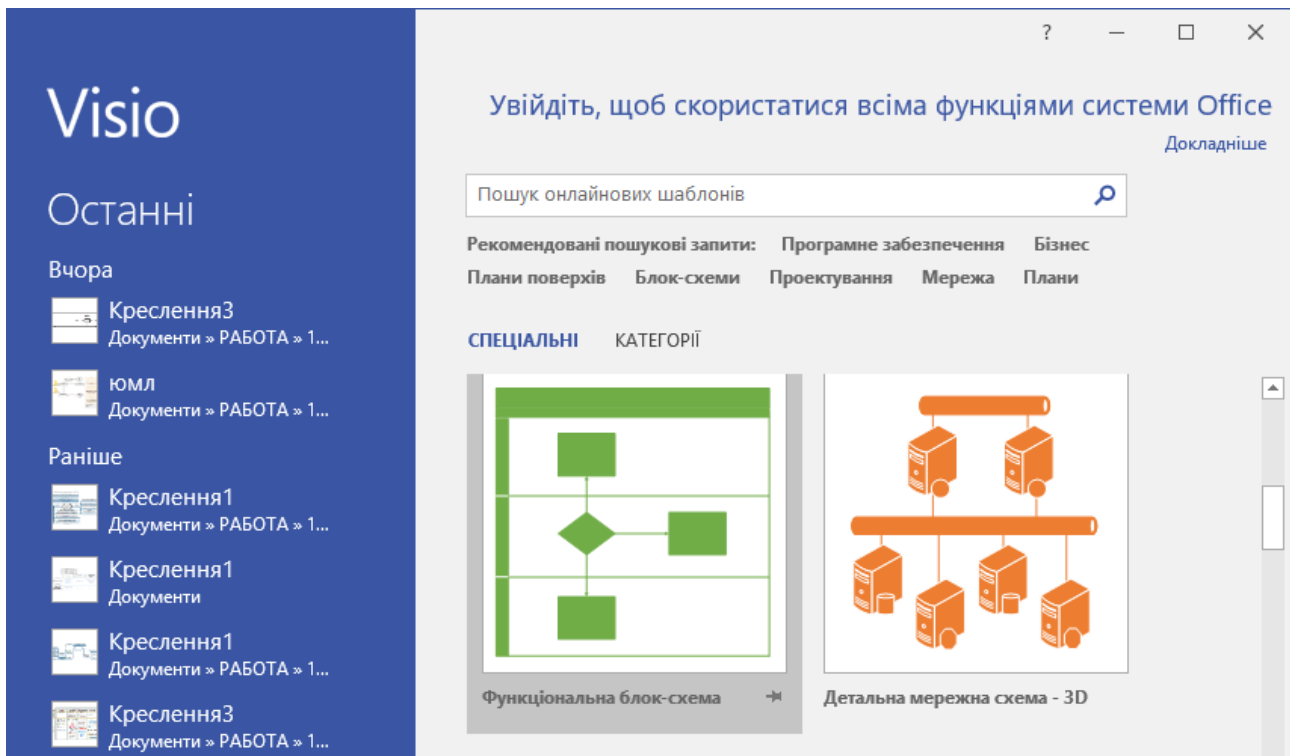 Visio
Останні
Вчора
Креслення3
Документи » РАБОТА » 1...
юмл
Документи » РАБОТА » 1...
Раніше
Креслення1
Документи » РАБОТА » 1...
Креслення1
Документи
Креслення1
Документи » РАБОТА » 1...
Креслення3
Документи » РАБОТА » 1...
?
Увійдіть, щоб скористатися всіма функціями системи Office
Докладніше
Пошук онлайнових шаблонів
Рекомендовані пошукові запити: Програмне забезпечення Бізнес
Плани поверхів Блок-схеми Проектування Мережа Плани
СПЕЦІАЛЬНІ КАТЕГОРІЇ
Функціональна блок-схема
Детальна мережна схема - 3D